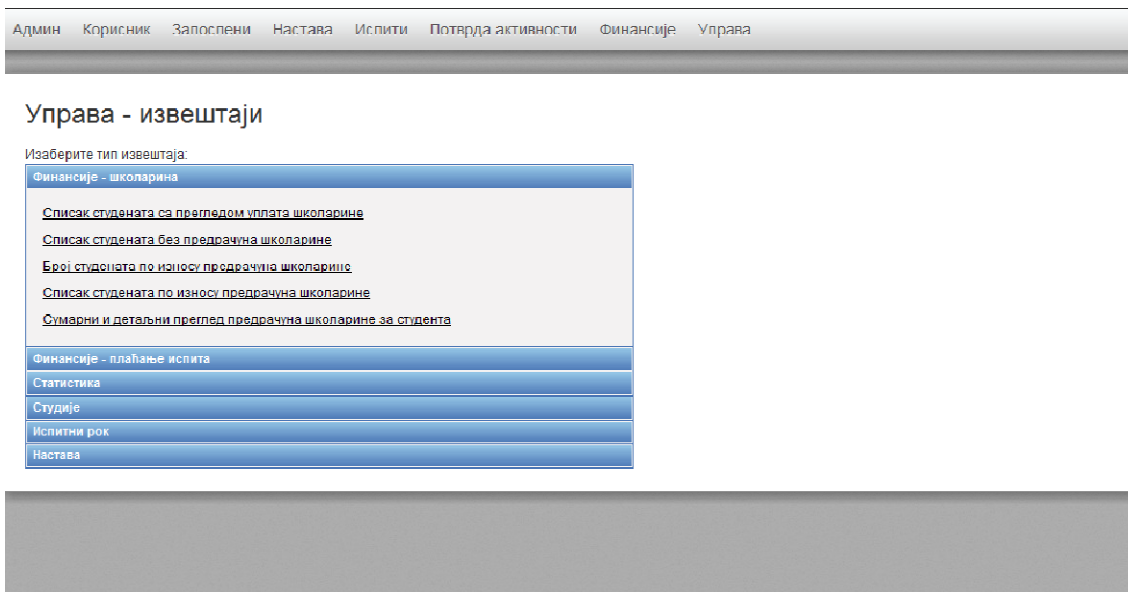 Админ Корисник Запослени Настава Испити Потврда активности Финансије Управа
Управа - извештаји
Изаберите тип извештаја:
Финансије - школарина
Списак студената са прегледом уплата школарине
Списак студената без предрачуна школарине
Број студената по износу предрачуна школарине
Списак студената по износу предрачуна школарине
Сумарни и детаљни преглед предрачуна школарине за студента
Финансије - плаћање испита
Статистика
Студије
Испитни рок
Настава